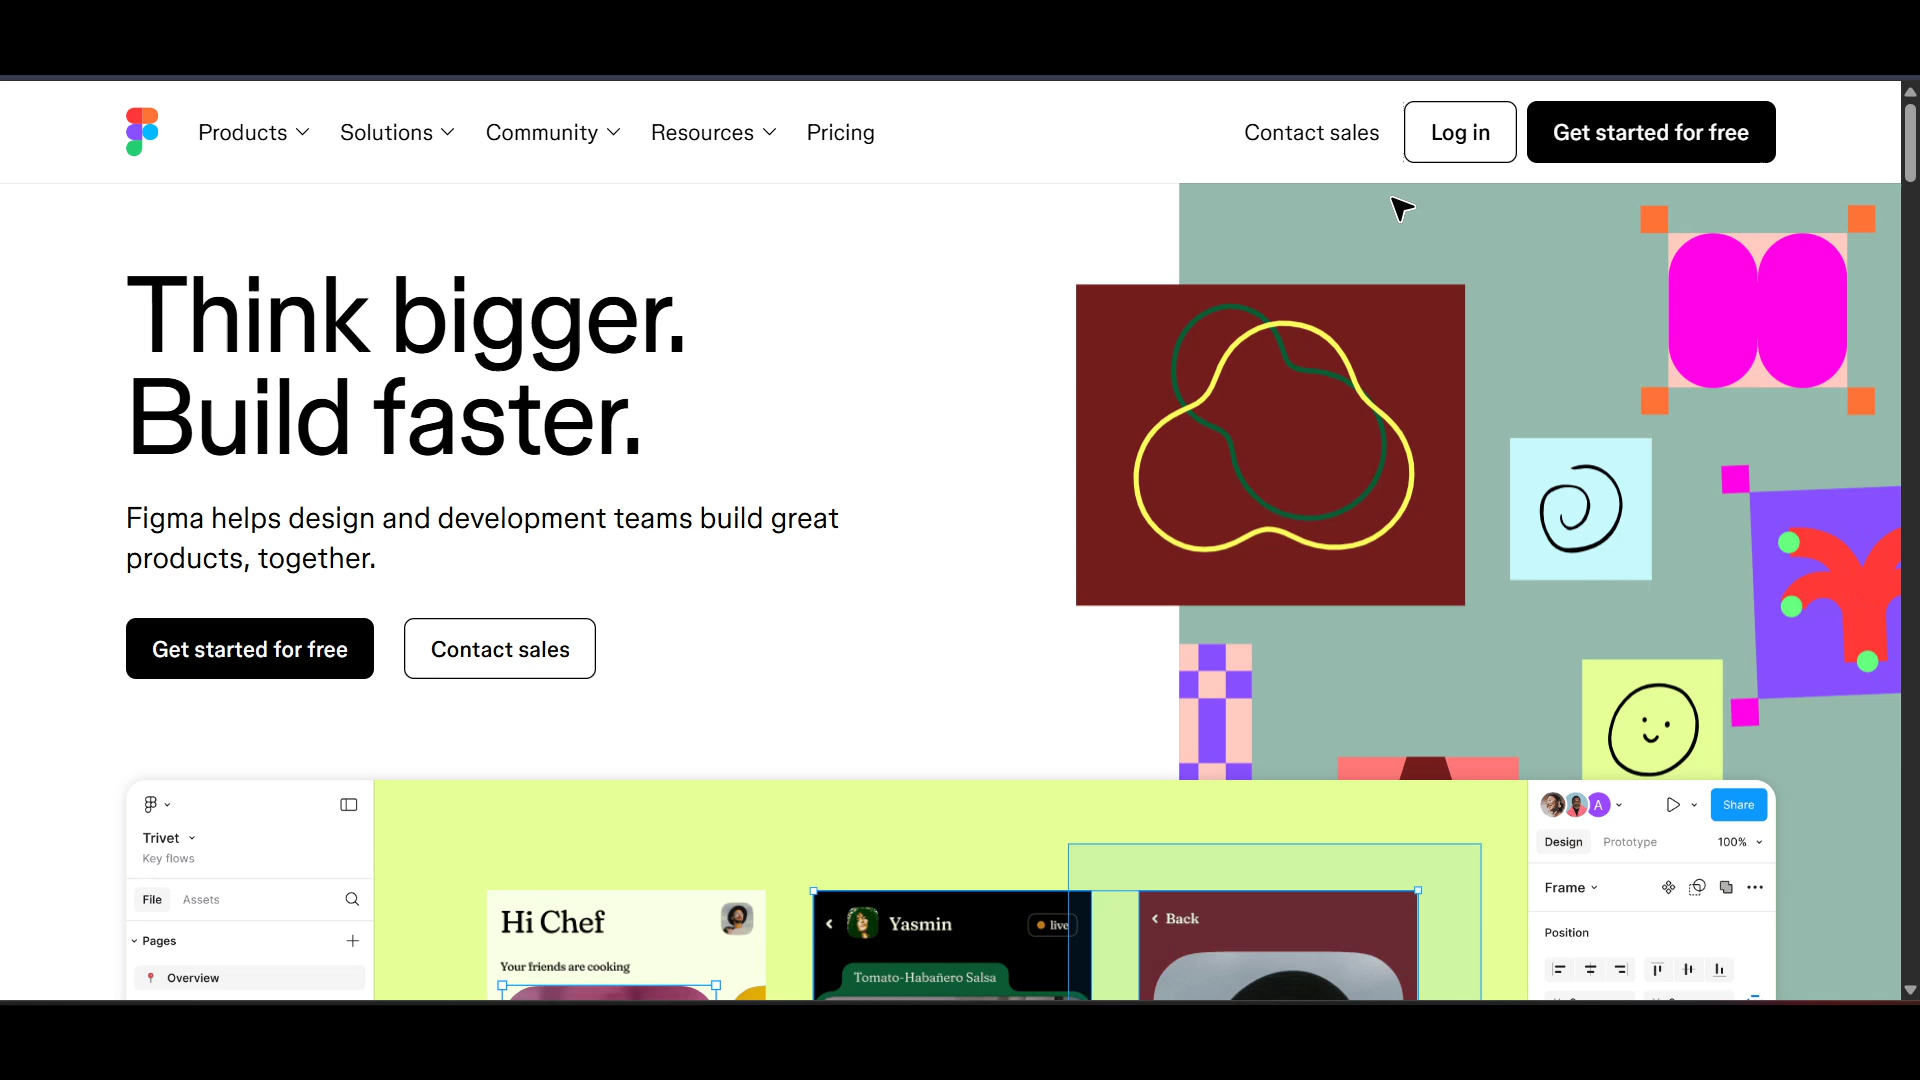 Products
Solutions
Community
Resources
Pricing
Contact sales
Log in
Get started for free
Think bigger.
Build faster.
Figma helps design and development teams build great
products, together.
Get started for free
Contact sales
Trivet
Key flows
File
Assets
Pages
Overview
Hi Chef
Your friends are cooking
Yasmin
live
Tomato-Habañero Salsa
Back
A
Share
Design
Prototype
100%
Frame
Position